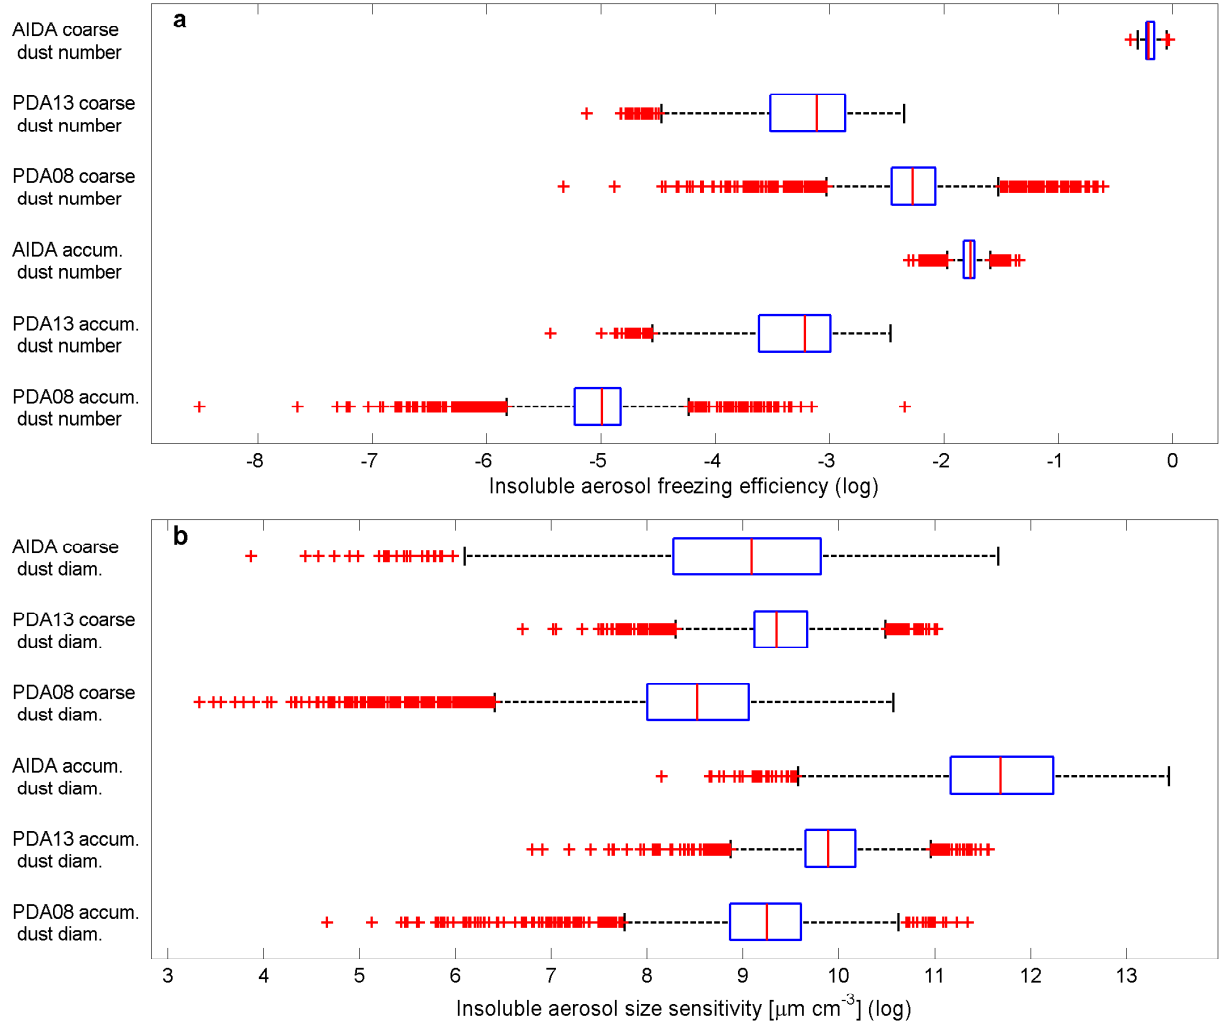 a
AIDA coarse
dust number
PDA13 coarse
dust number
PDA08 coarse
dust number
AIDA accum.
dust number
PDA13 accum.
dust number
PDA08 accum.
dust number
-8 -7 -6 -5 -4 -3 -2 -1 0
Insoluble aerosol freezing efficiency (log)
b
AIDA coarse
dust diam.
PDA13 coarse
dust diam.
PDA08 coarse
dust diam.
AIDA accum.
dust diam.
PDA13 accum.
dust diam.
PDA08 accum.
dust diam.
3 4 5 6 7 8 9 10 11 12 13
Insoluble aerosol size sensitivity [μm cm⁻³] (log)